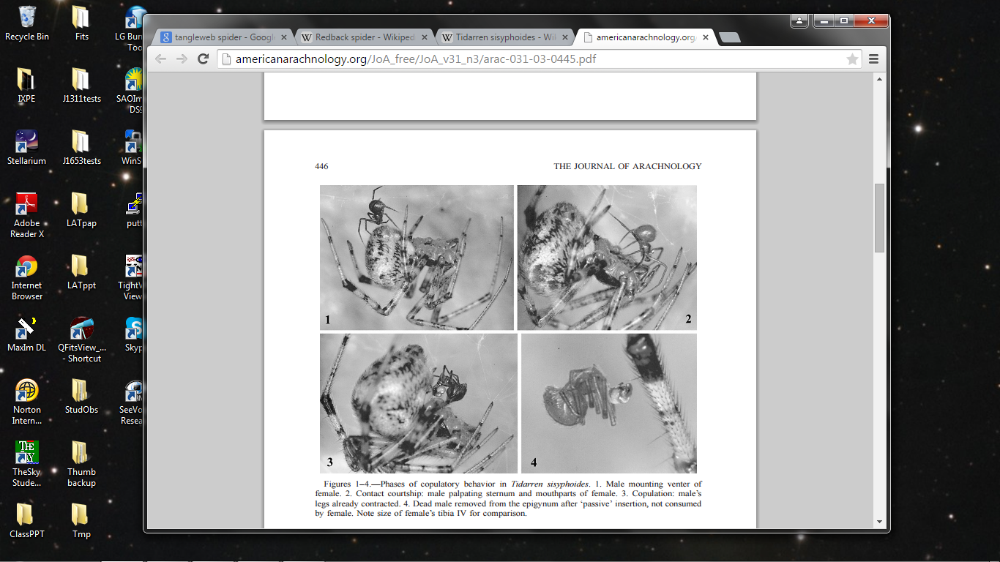 Recycle Bin
Fits
LG Burn
Tool
IXPE
J1311tests
SAOIm
DS9
Stellarium
J1653tests
WinS
Adobe
Reader X
LATpap
putt
Internet
Browser
LATppt
TightV
View
MaxIm DL
QFitsView_...
- Shortcut
Skyp
Norton
Intern...
StudObs
SeeVo
Resea
THE
SKY
TheSky
Stude...
Thumb
backup
ClassPPT
Tmp
tangleweb spider - Googl
Redback spider - Wikiped
Tidarren sisyphoides - Wi
americanarachnology.org
americanarachnology.org/JoA_free/JoA_v31_n3/arac-031-03-0445.pdf
446
THE JOURNAL OF ARACHNOLOGY
1
2
3
4
Figures 1–4.—Phases of copulatory behavior in Tidarren sisyphoides. 1. Male mounting venter of
female. 2. Contact courtship: male palpating sternum and mouthparts of female. 3. Copulation: male's
legs already contracted. 4. Dead male removed from the epigynum after 'passive' insertion, not consumed
by female. Note size of female's tibia IV for comparison.